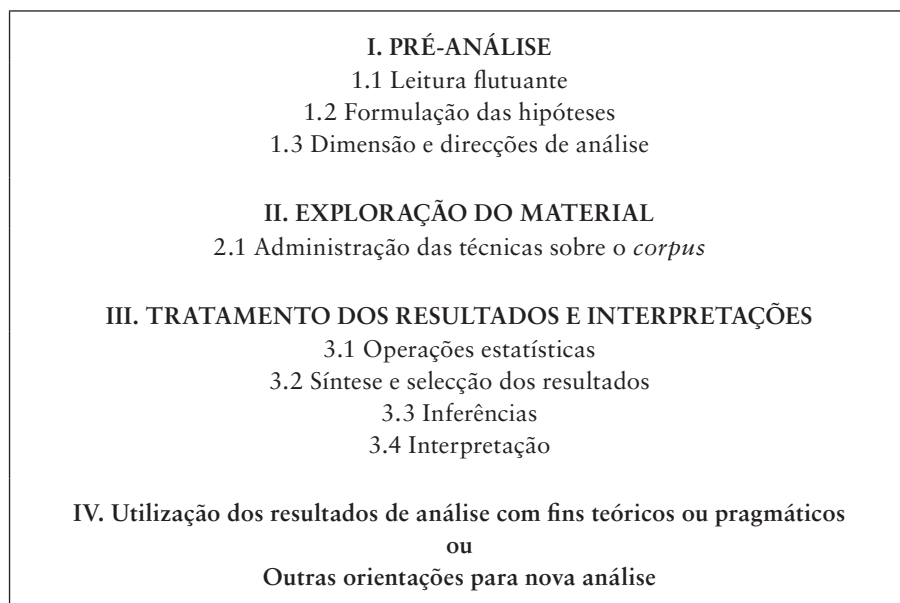 I. PRÉ-ANÁLISE
1.1 Leitura flutuante
1.2 Formulação das hipóteses
1.3 Dimensão e direcções de análise
II. EXPLORAÇÃO DO MATERIAL
2.1 Administração das técnicas sobre o corpus
III. TRATAMENTO DOS RESULTADOS E INTERPRETAÇÕES
3.1 Operações estatísticas
3.2 Síntese e selecção dos resultados
3.3 Inferências
3.4 Interpretação
IV. Utilização dos resultados de análise com fins teóricos ou pragmáticos
ou
Outras orientações para nova análise